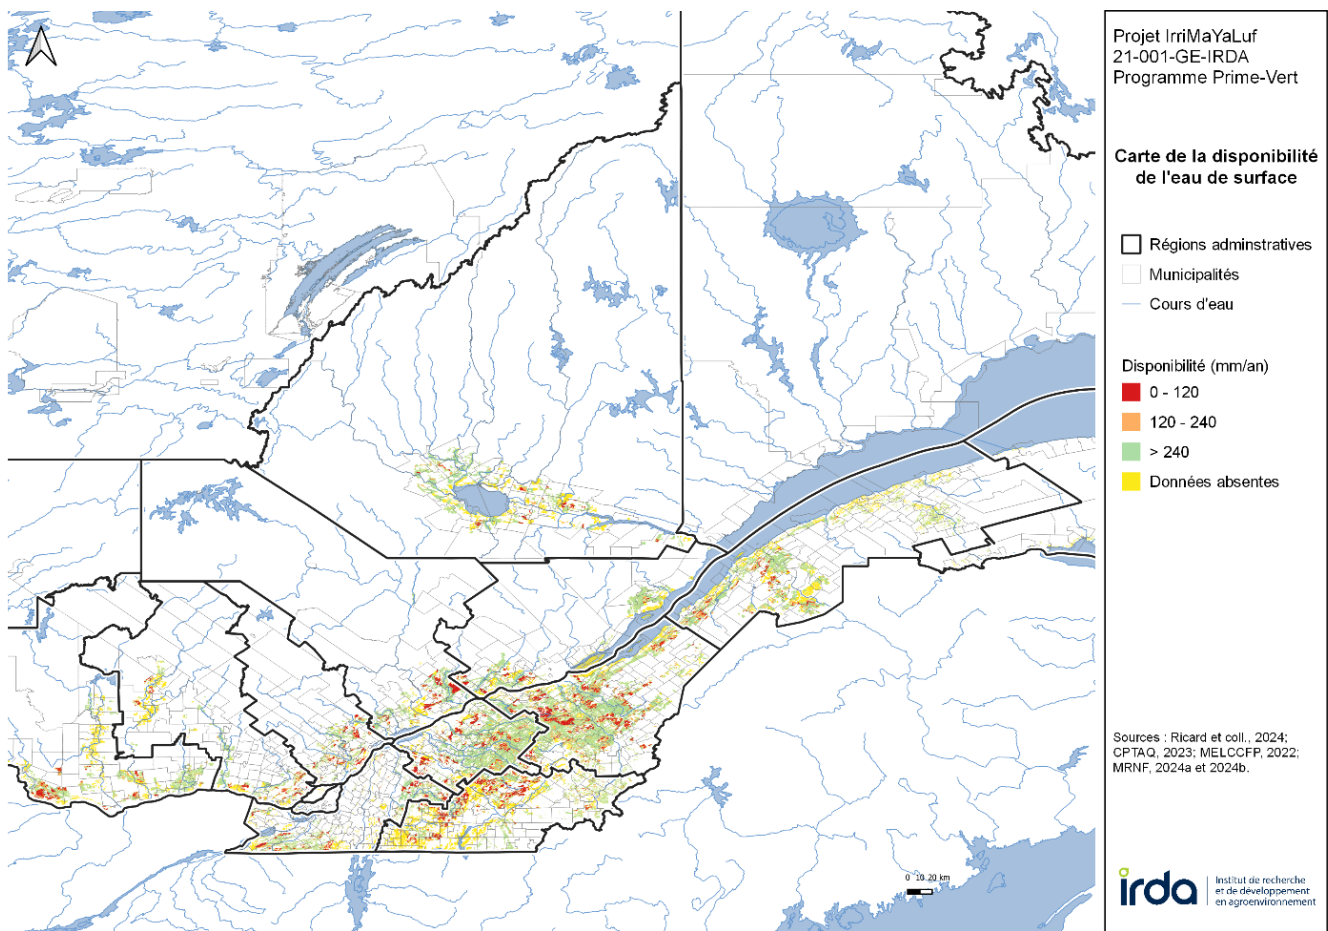 Projet IrriMaYaLuf
21-001-GE-IRDA
Programme Prime-Vert
Carte de la disponibilité
de l'eau de surface
Régions adminstratives
Municipalités
Cours d'eau
Disponibilité (mm/an)
0 - 120
120 - 240
> 240
Données absentes
Sources : Ricard et coll., 2024;
CPTAQ, 2023; MELCCFP, 2022;
MRNF, 2024a et 2024b.
0 10 20 km
irda
Institut de recherche
et de développement
en agroenvironnement